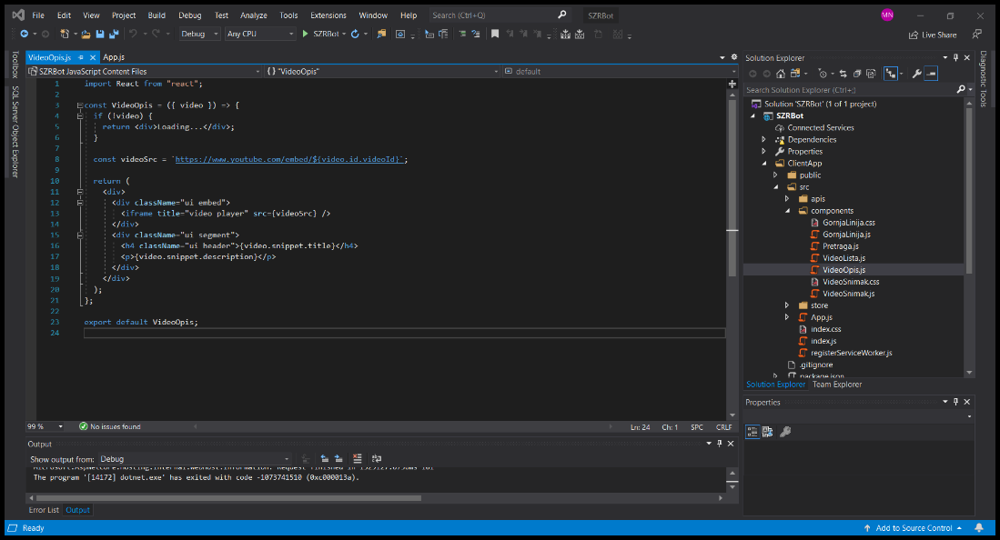 File Edit View Project Build Debug Test Analyze Tools Extensions Window Help Search (Ctrl+Q) SZRBot MN
Debug Any CPU SZRBot Live Share
Toolbox
SQL Server Object Explorer
VideoOpis.js App.js
SZRBot JavaScript Content Files "VideoOpis" default
1 import React from "react";
2
3 const VideoOpis = ({ video }) => {
4 if (!video) {
5 return <div>Loading...</div>;
6 }
7
8 const videoSrc = `https://www.youtube.com/embed/${video.id.videoId}`;
9
10 return (
11 <div>
12 <div className="ui embed">
13 <iframe title="video player" src={videoSrc} />
14 </div>
15 <div className="ui segment">
16 <h4 className="ui header">{video.snippet.title}</h4>
17 <p>{video.snippet.description}</p>
18 </div>
19 </div>
20 );
21 };
22
23 export default VideoOpis;
24
99 % No issues found Ln: 24 Ch: 1 SPC CRLF
Output
Show output from: Debug
The program '[14172] dotnet.exe' has exited with code -1073741510 (0xc000013a).
Error List Output
Solution Explorer
Search Solution Explorer (Ctrl+;)
Solution 'SZRBot' (1 of 1 project)
SZRBot
Connected Services
Dependencies
Properties
ClientApp
public
src
apis
components
GornjaLinija.css
GornjaLinija.js
Pretraga.js
VideoLista.js
VideoOpis.js
VideoSnimak.css
VideoSnimak.js
store
App.js
index.css
index.js
registerServiceWorker.js
.gitignore
package.json
Solution Explorer Team Explorer
Properties
Diagnostic Tools
Ready Add to Source Control